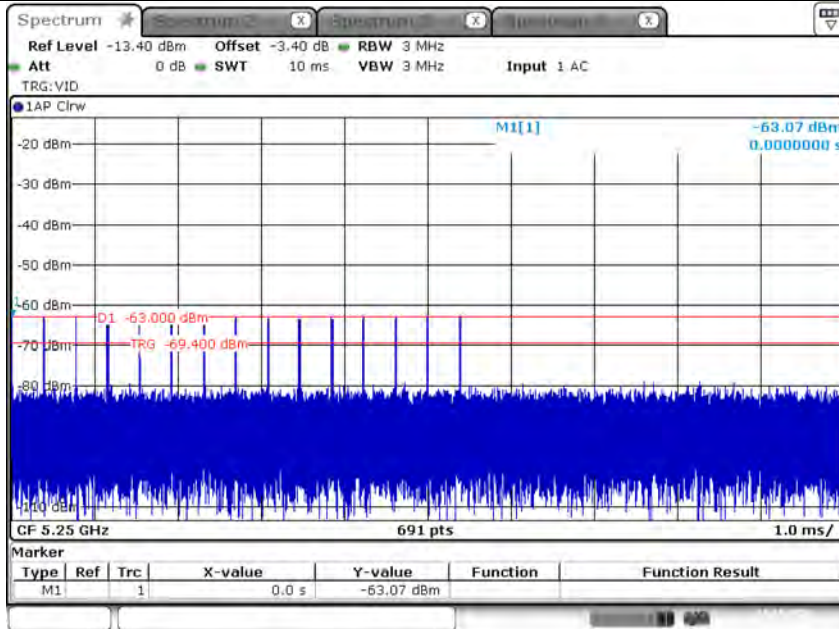 Spectrum
Ref Level -13.40 dBm Offset -3.40 dB RBW 3 MHz
Att 0 dB SWT 10 ms VBW 3 MHz Input 1 AC
TRG:VID
1AP Clrw
M1[1] -63.07 dBm
0.0000000 s
-20 dBm
-30 dBm
-40 dBm
-50 dBm
1
-60 dBm
D1 -63.000 dBm
TRG -69.400 dBm
-70 dBm
-80 dBm
-110 dBm
CF 5.25 GHz 691 pts 1.0 ms/
Marker
Type Ref Trc X-value Y-value Function Function Result
M1 1 0.0 s -63.07 dBm